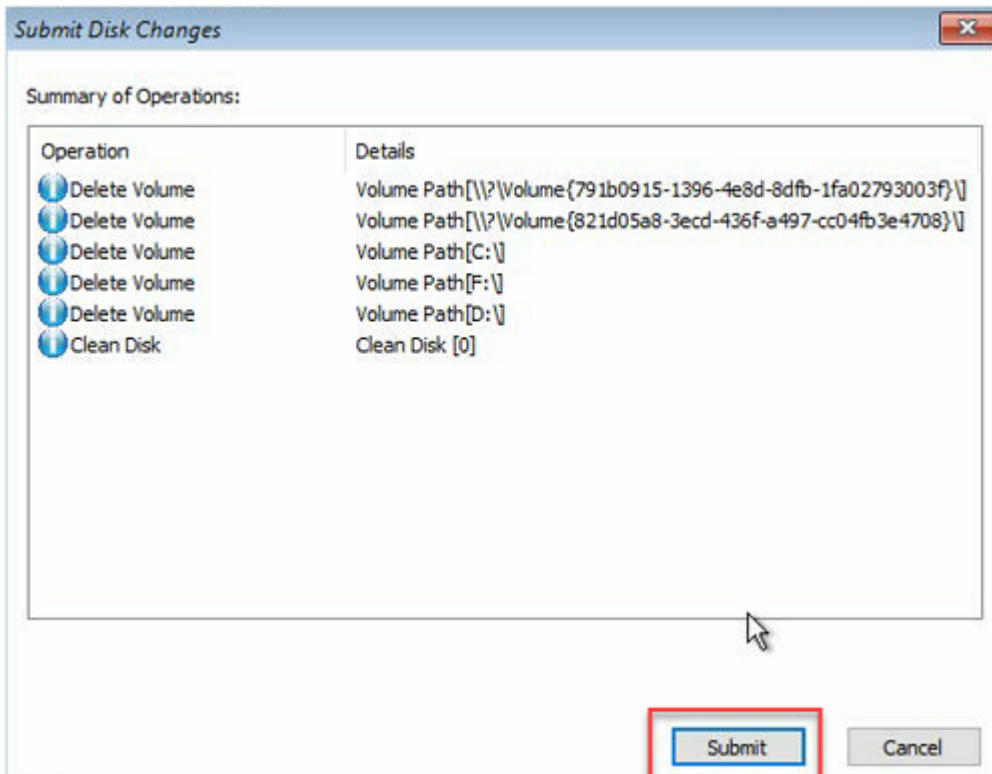 Submit Disk Changes
Summary of Operations:
Operation Details
Delete Volume Volume Path[\\?\Volume{791b0915-1396-4e8d-8dfb-1fa02793003f}\]
Delete Volume Volume Path[\\?\Volume{821d05a8-3ecd-436f-a497-cc04fb3e4708}\]
Delete Volume Volume Path[C:\]
Delete Volume Volume Path[F:\]
Delete Volume Volume Path[D:\]
Clean Disk Clean Disk [0]
Submit Cancel